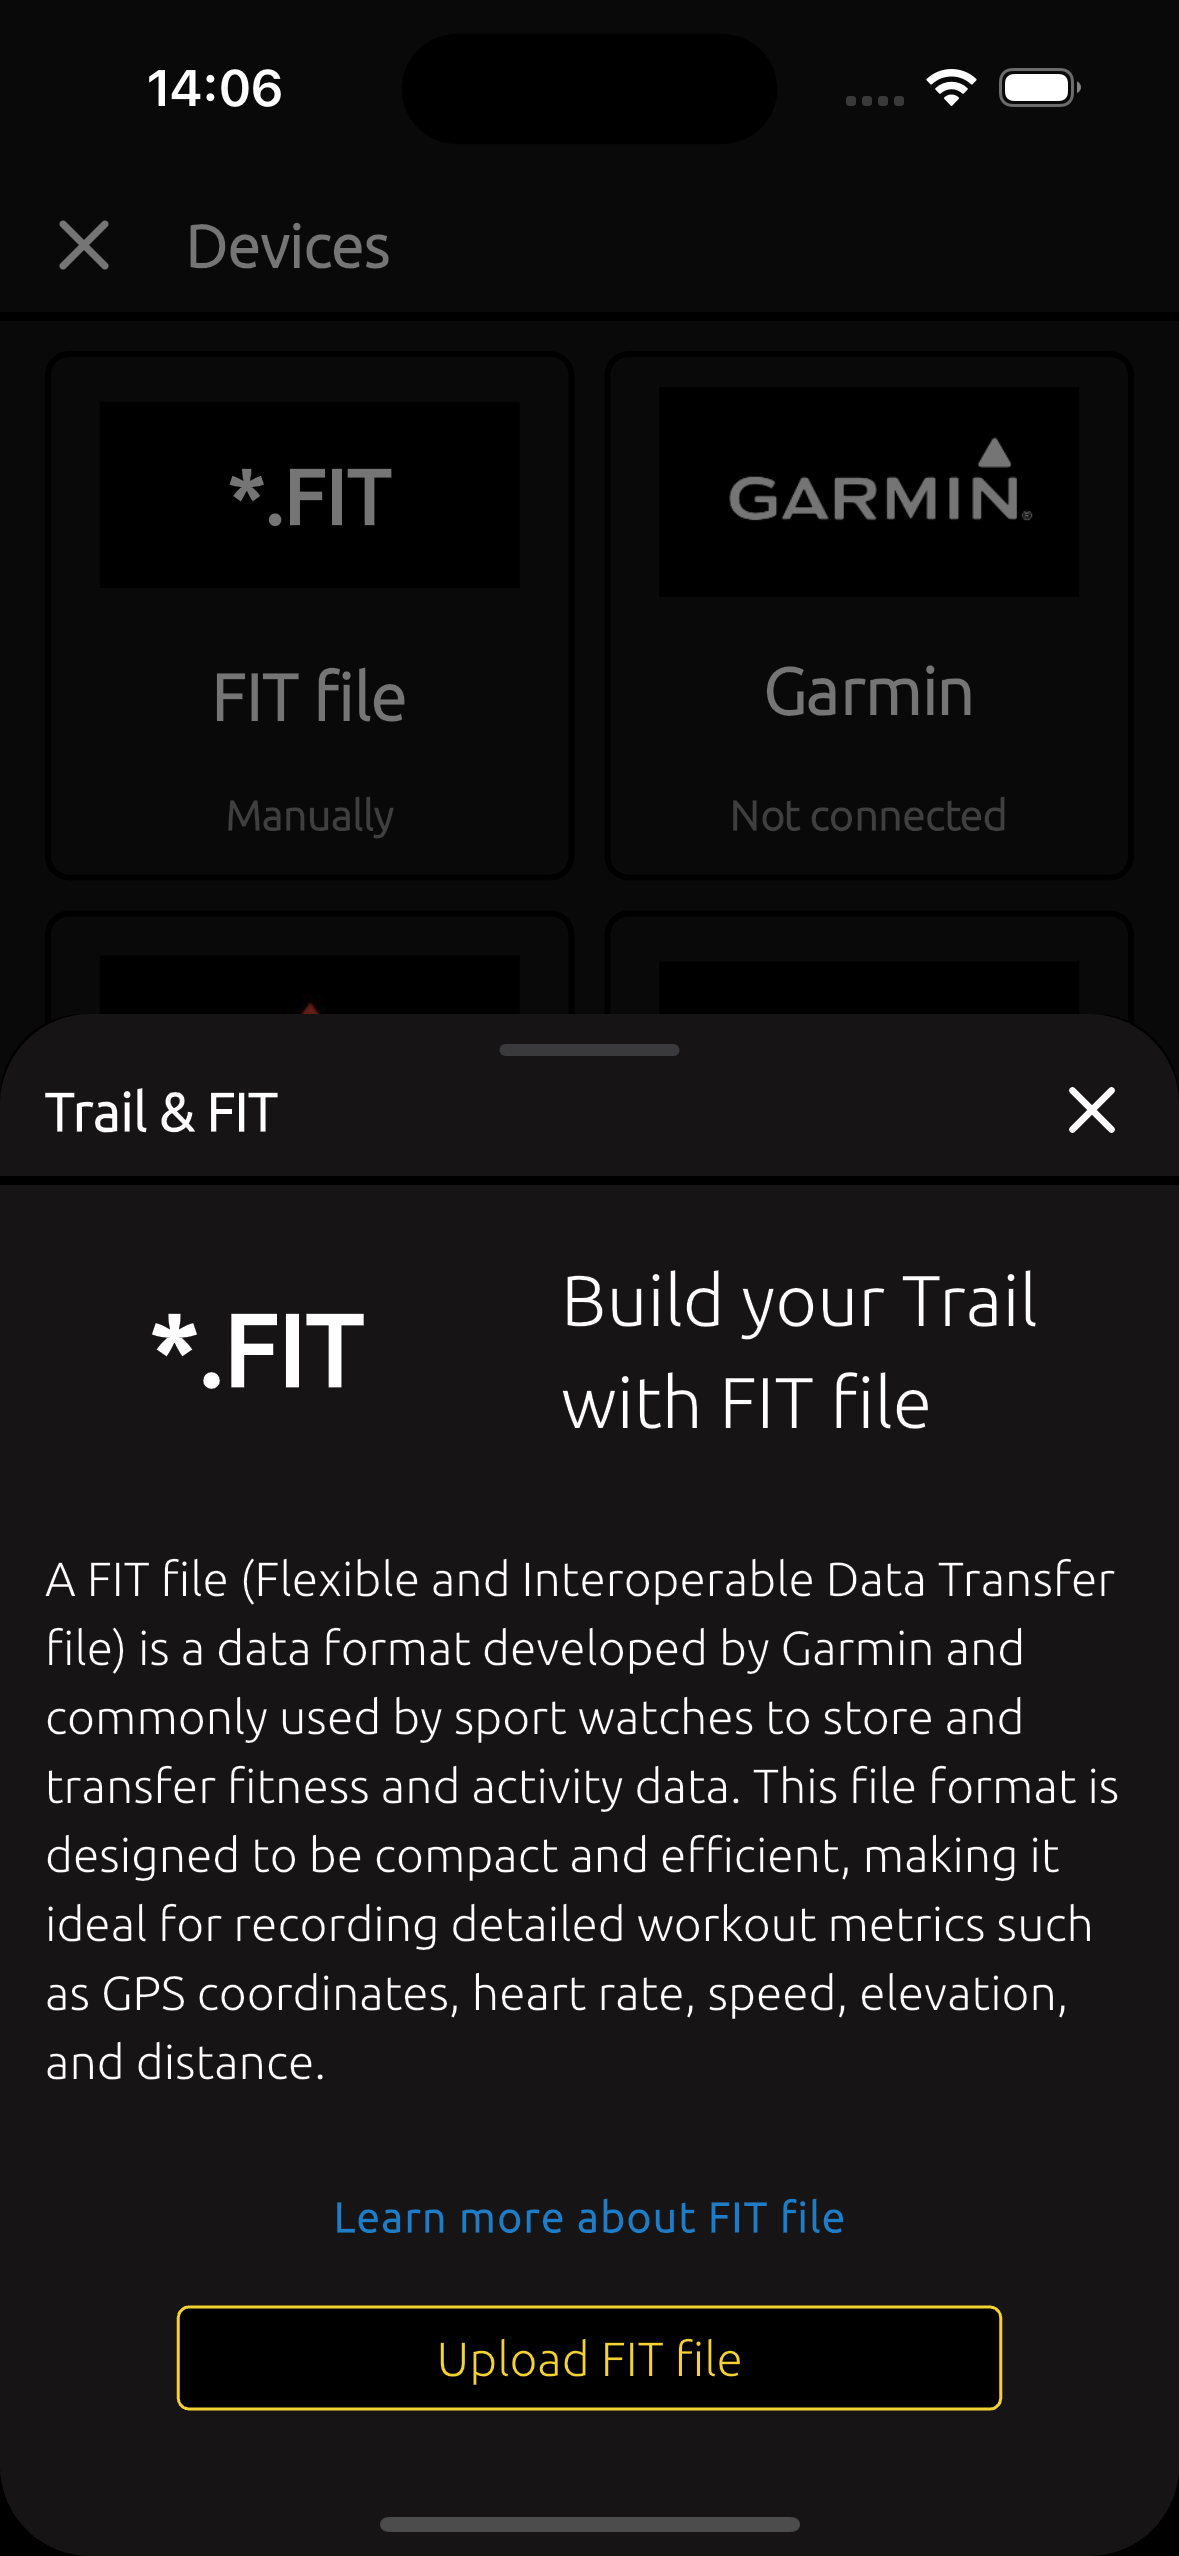 14:06
Devices
*.FIT
GARMIN®
FIT file
Garmin
Manually
Not connected
Trail & FIT
*.FIT
Build your Trail
with FIT file
A FIT file (Flexible and Interoperable Data Transfer
file) is a data format developed by Garmin and
commonly used by sport watches to store and
transfer fitness and activity data. This file format is
designed to be compact and efficient, making it
ideal for recording detailed workout metrics such
as GPS coordinates, heart rate, speed, elevation,
and distance.
Learn more about FIT file
Upload FIT file